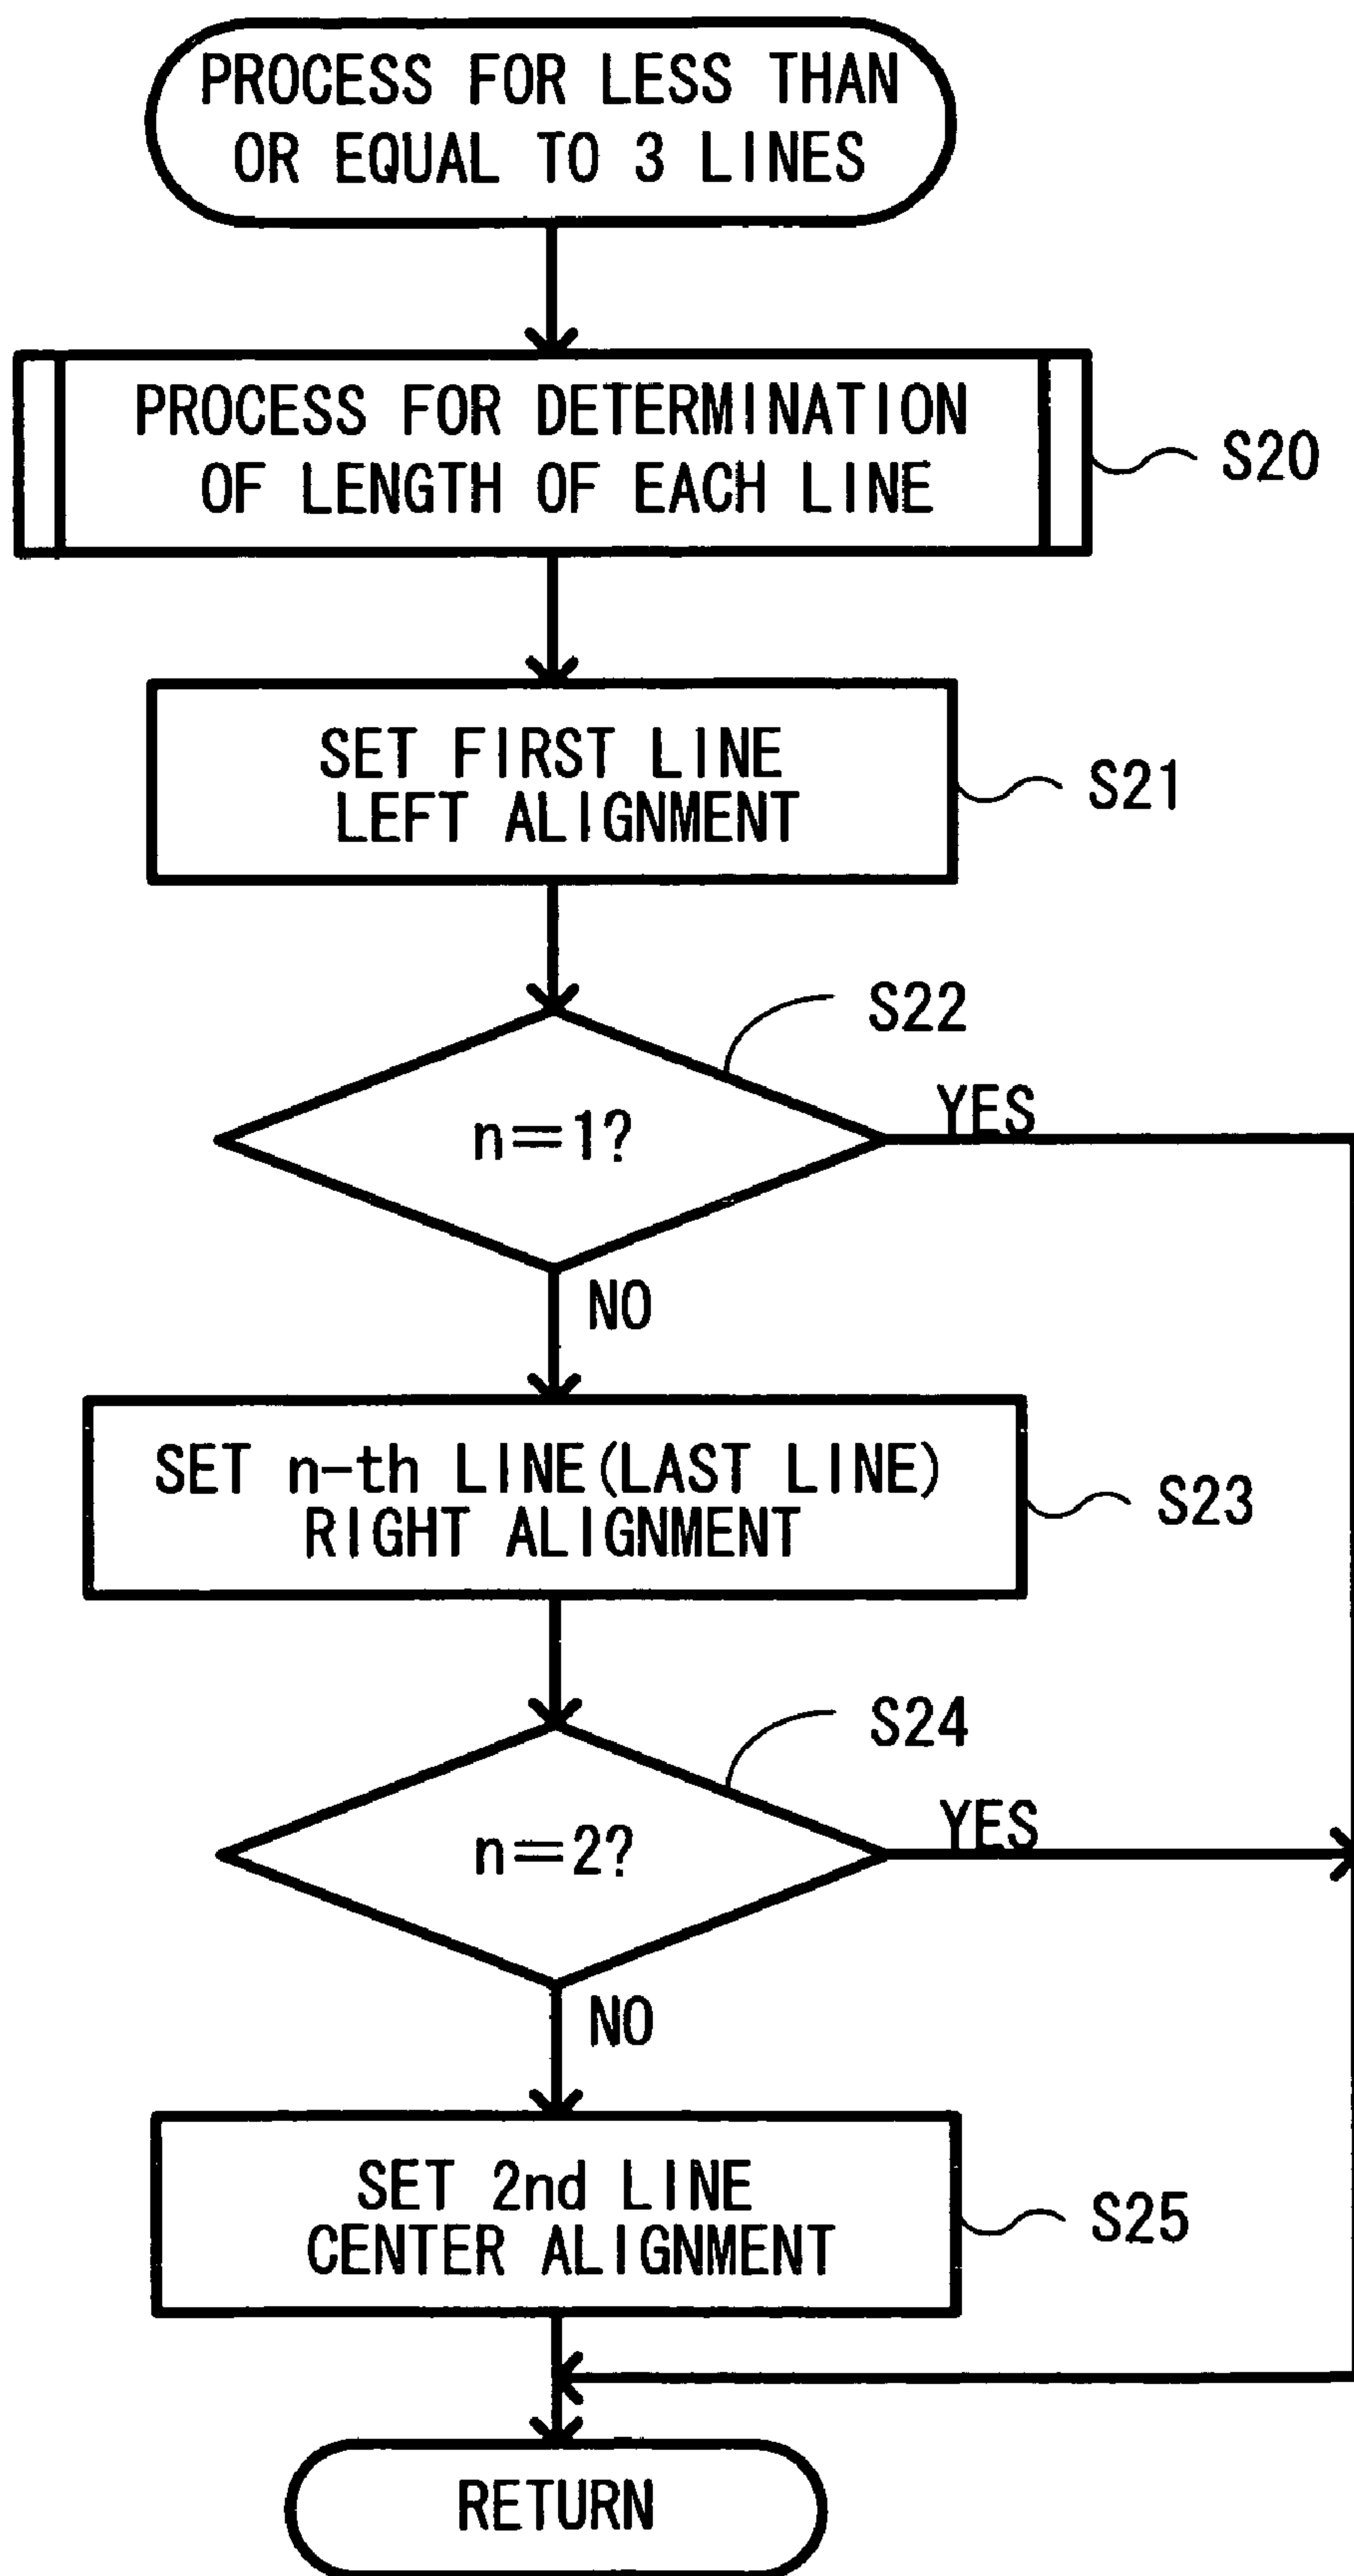 PROCESS FOR LESS THAN
OR EQUAL TO 3 LINES
PROCESS FOR DETERMINATION
OF LENGTH OF EACH LINE
S20
SET FIRST LINE
LEFT ALIGNMENT
S21
S22
n=1?
YES
NO
SET n-th LINE(LAST LINE)
RIGHT ALIGNMENT
S23
S24
n=2?
YES
NO
SET 2nd LINE
CENTER ALIGNMENT
S25
RETURN